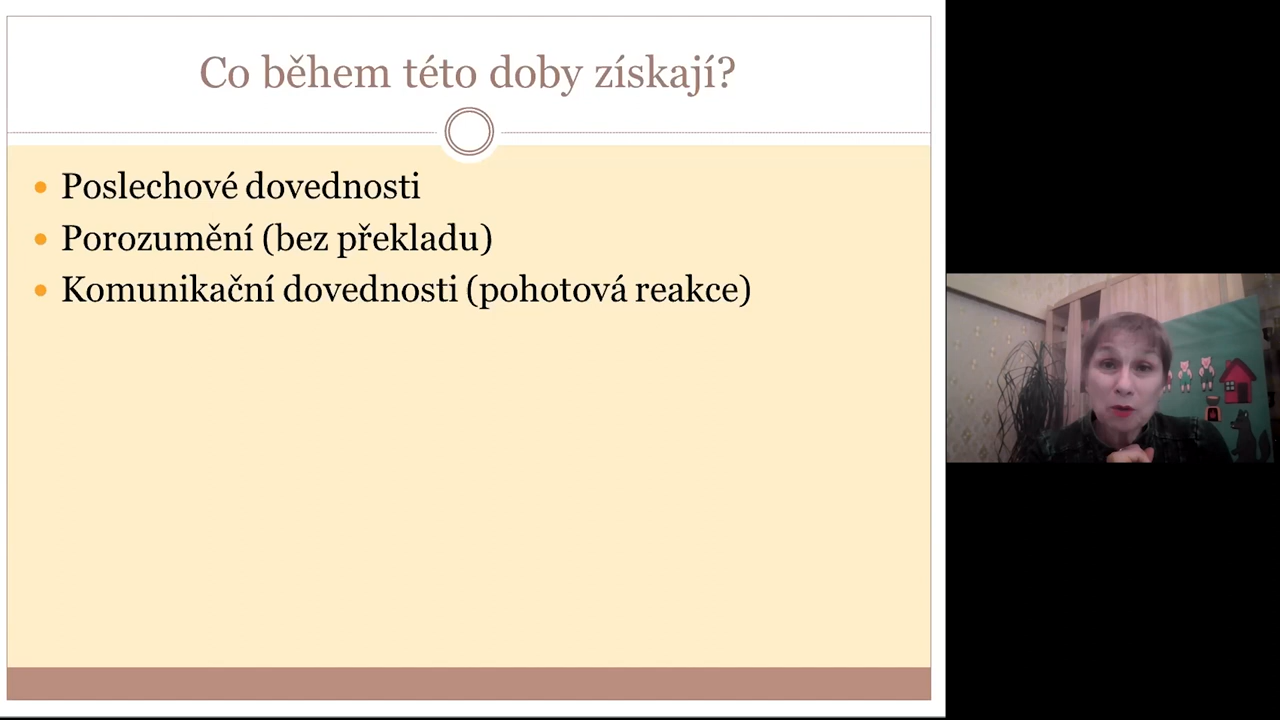 Co během této doby získají?
Poslechové dovednosti
Porozumění (bez překladu)
Komunikační dovednosti (pohotová reakce)